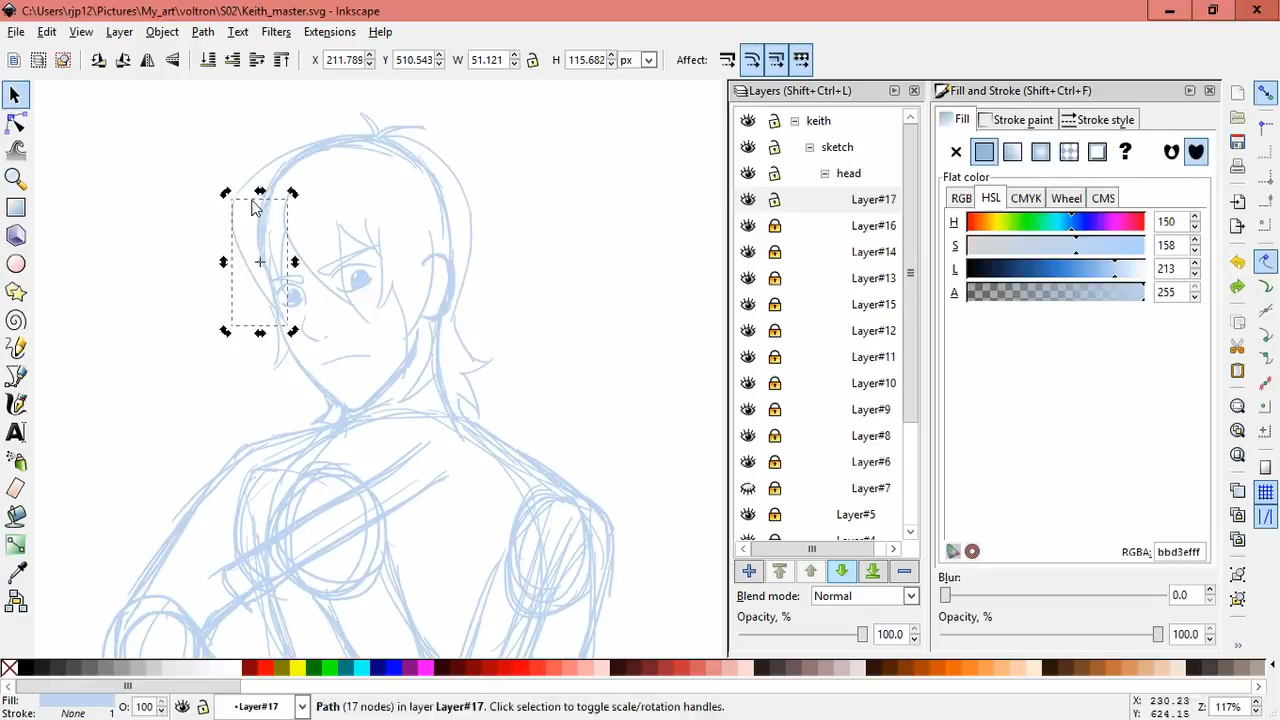 C:\Users\rjp12\Pictures\My_art\voltron\S02\Keith_master.svg - Inkscape
File Edit View Layer Object Path Text Filters Extensions Help
X 211.789 Y 510.543 W 51.121 H 115.682 px Affect:
Layers (Shift+Ctrl+L)
Fill and Stroke (Shift+Ctrl+F)
keith
sketch
head
Layer#17
Layer#16
Layer#14
Layer#13
Layer#15
Layer#12
Layer#11
Layer#10
Layer#9
Layer#8
Layer#6
Layer#7
Layer#5
Blend mode: Normal
Opacity, %
100.0
Fill Stroke paint Stroke style
?
Flat color
RGB HSL CMYK Wheel CMS
H 150
S 158
L 213
A 255
RGBA: bbd3efff
Blur:
0.0
Opacity, %
100.0
Fill:
Stroke: None 1
O: 100
•Layer#17
Path (17 nodes) in layer Layer#17. Click selection to toggle scale/rotation handles.
X: 230.23
Y: 624.15
Z: 117%